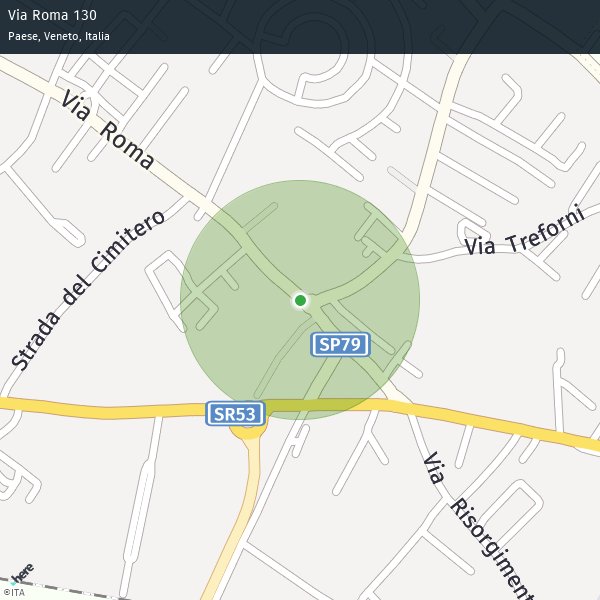 Via Roma 130
Paese, Veneto, Italia
Via Roma
Strada del Cimitero
Via Treforni
SP79
SR53
Via Risorgiment
here
©ITA